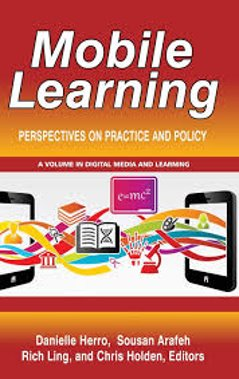 Mobile
Learning
PERSPECTIVES ON PRACTICE AND POLICY
A VOLUME IN DIGITAL MEDIA AND LEARNING
e=mc²
Danielle Herro, Sousan Arafeh
Rich Ling, and Chris Holden, Editors